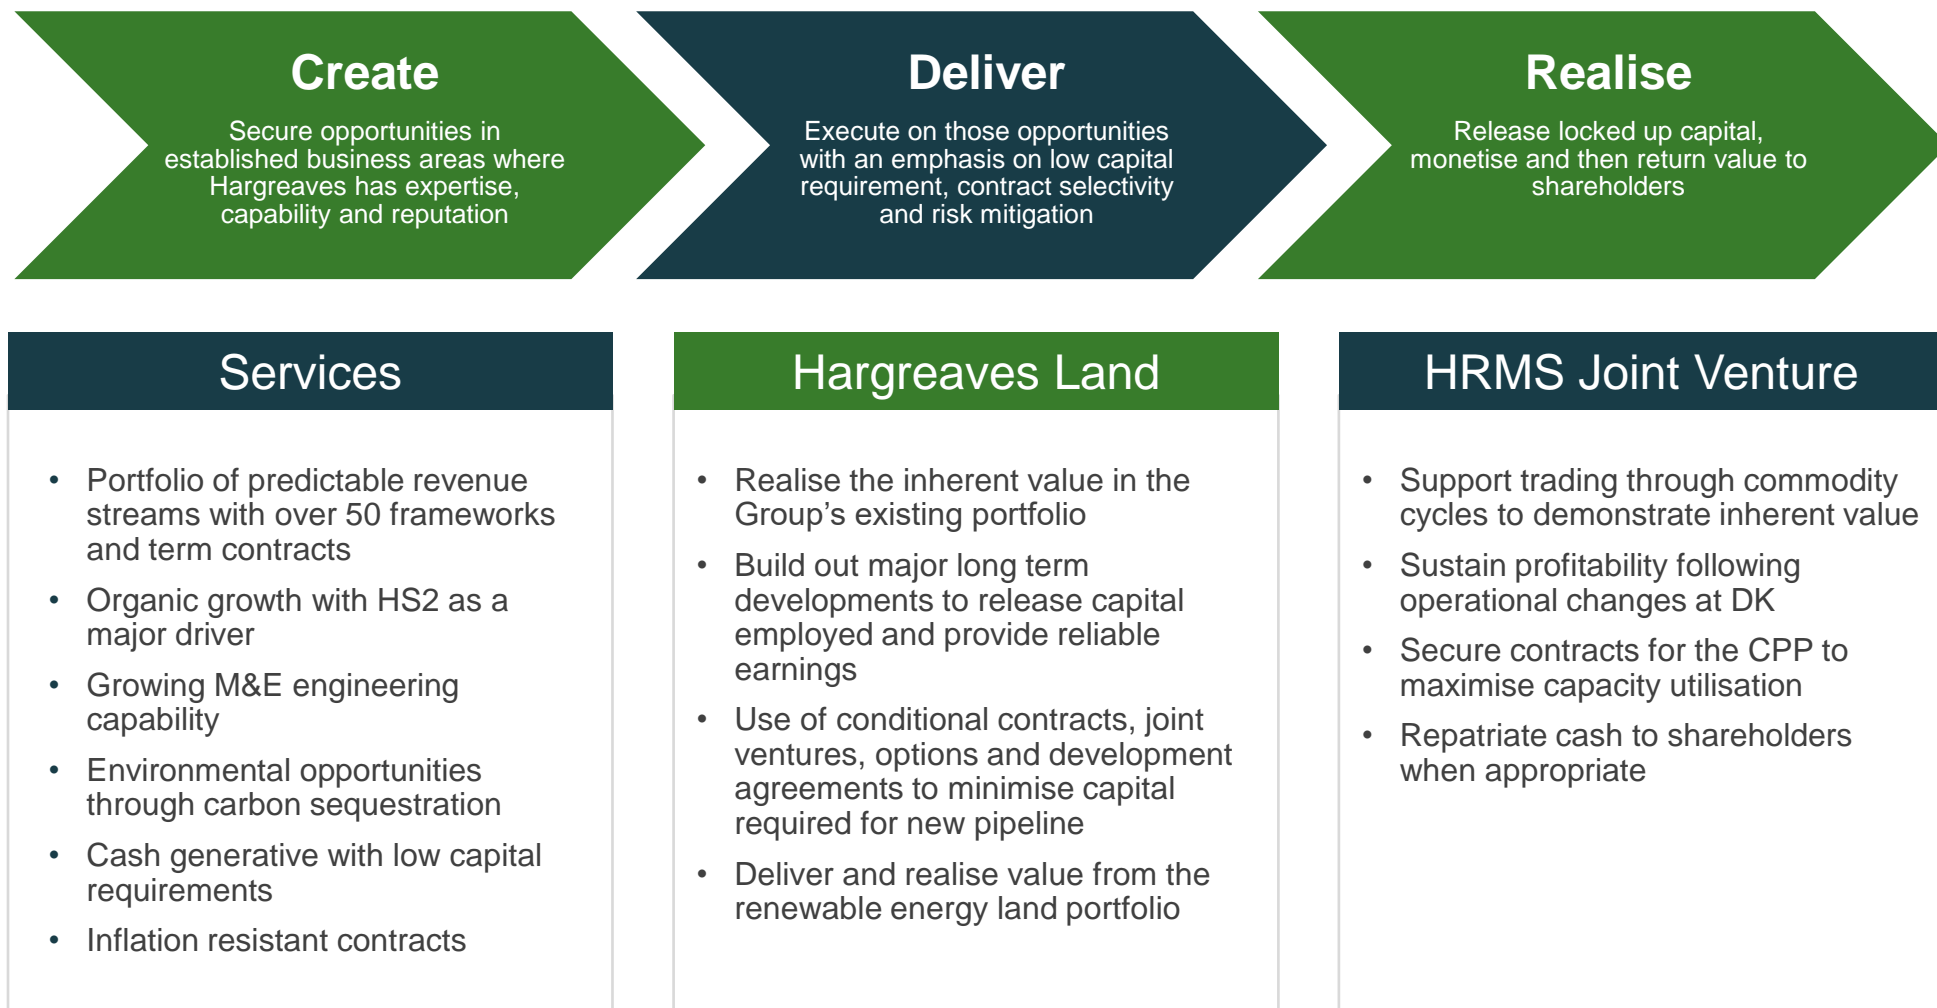 Create
Secure opportunities in
established business areas where
Hargreaves has expertise,
capability and reputation
Deliver
Execute on those opportunities
with an emphasis on low capital
requirement, contract selectivity
and risk mitigation
Realise
Release locked up capital,
monetise and then return value to
shareholders
Services
• Portfolio of predictable revenue
streams with over 50 frameworks
and term contracts
• Organic growth with HS2 as a
major driver
• Growing M&E engineering
capability
• Environmental opportunities
through carbon sequestration
• Cash generative with low capital
requirements
• Inflation resistant contracts
Hargreaves Land
• Realise the inherent value in the
Group’s existing portfolio
• Build out major long term
developments to release capital
employed and provide reliable
earnings
• Use of conditional contracts, joint
ventures, options and development
agreements to minimise capital
required for new pipeline
• Deliver and realise value from the
renewable energy land portfolio
HRMS Joint Venture
• Support trading through commodity
cycles to demonstrate inherent value
• Sustain profitability following
operational changes at DK
• Secure contracts for the CPP to
maximise capacity utilisation
• Repatriate cash to shareholders
when appropriate